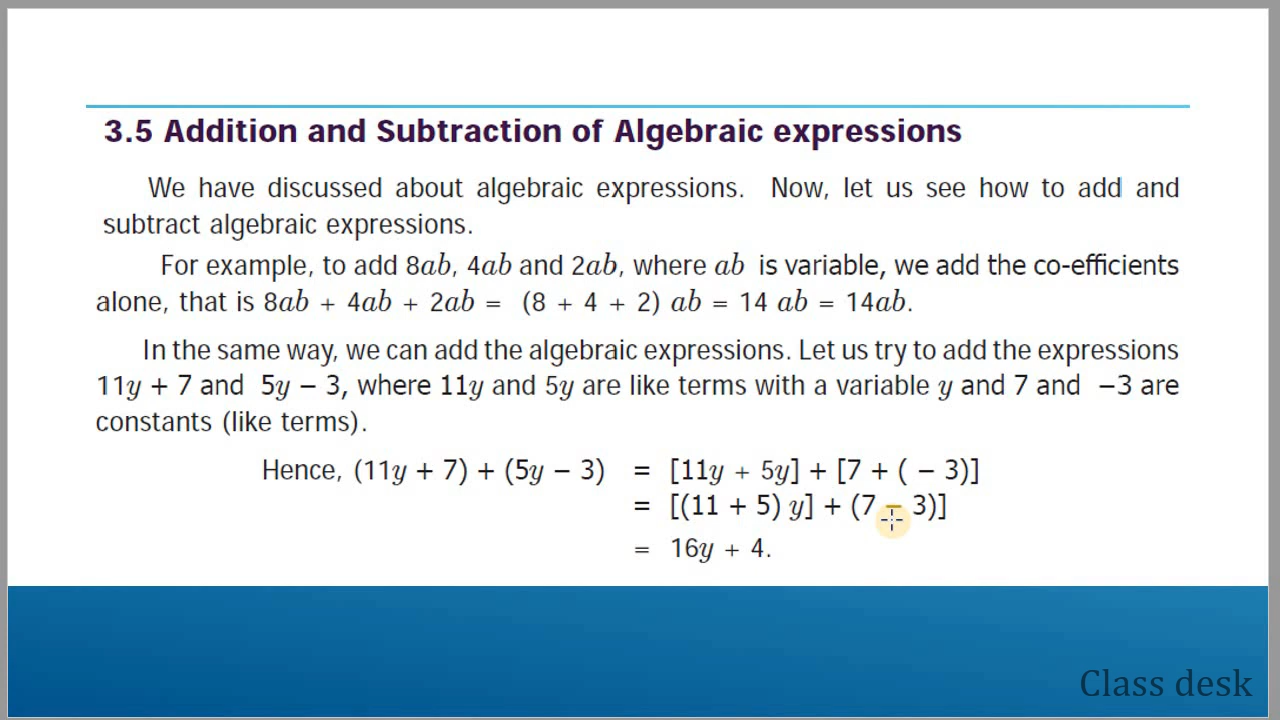 3.5 Addition and Subtraction of Algebraic expressions
We have discussed about algebraic expressions. Now, let us see how to add and
subtract algebraic expressions.
For example, to add 8ab, 4ab and 2ab, where ab is variable, we add the co-efficients
alone, that is 8ab + 4ab + 2ab = (8 + 4 + 2) ab = 14 ab = 14ab.
In the same way, we can add the algebraic expressions. Let us try to add the expressions
11y + 7 and 5y − 3, where 11y and 5y are like terms with a variable y and 7 and −3 are
constants (like terms).
Hence, (11y + 7) + (5y − 3) = [11y + 5y] + [7 + ( − 3)]
= [(11 + 5) y] + (7 − 3)]
= 16y + 4.
Class desk